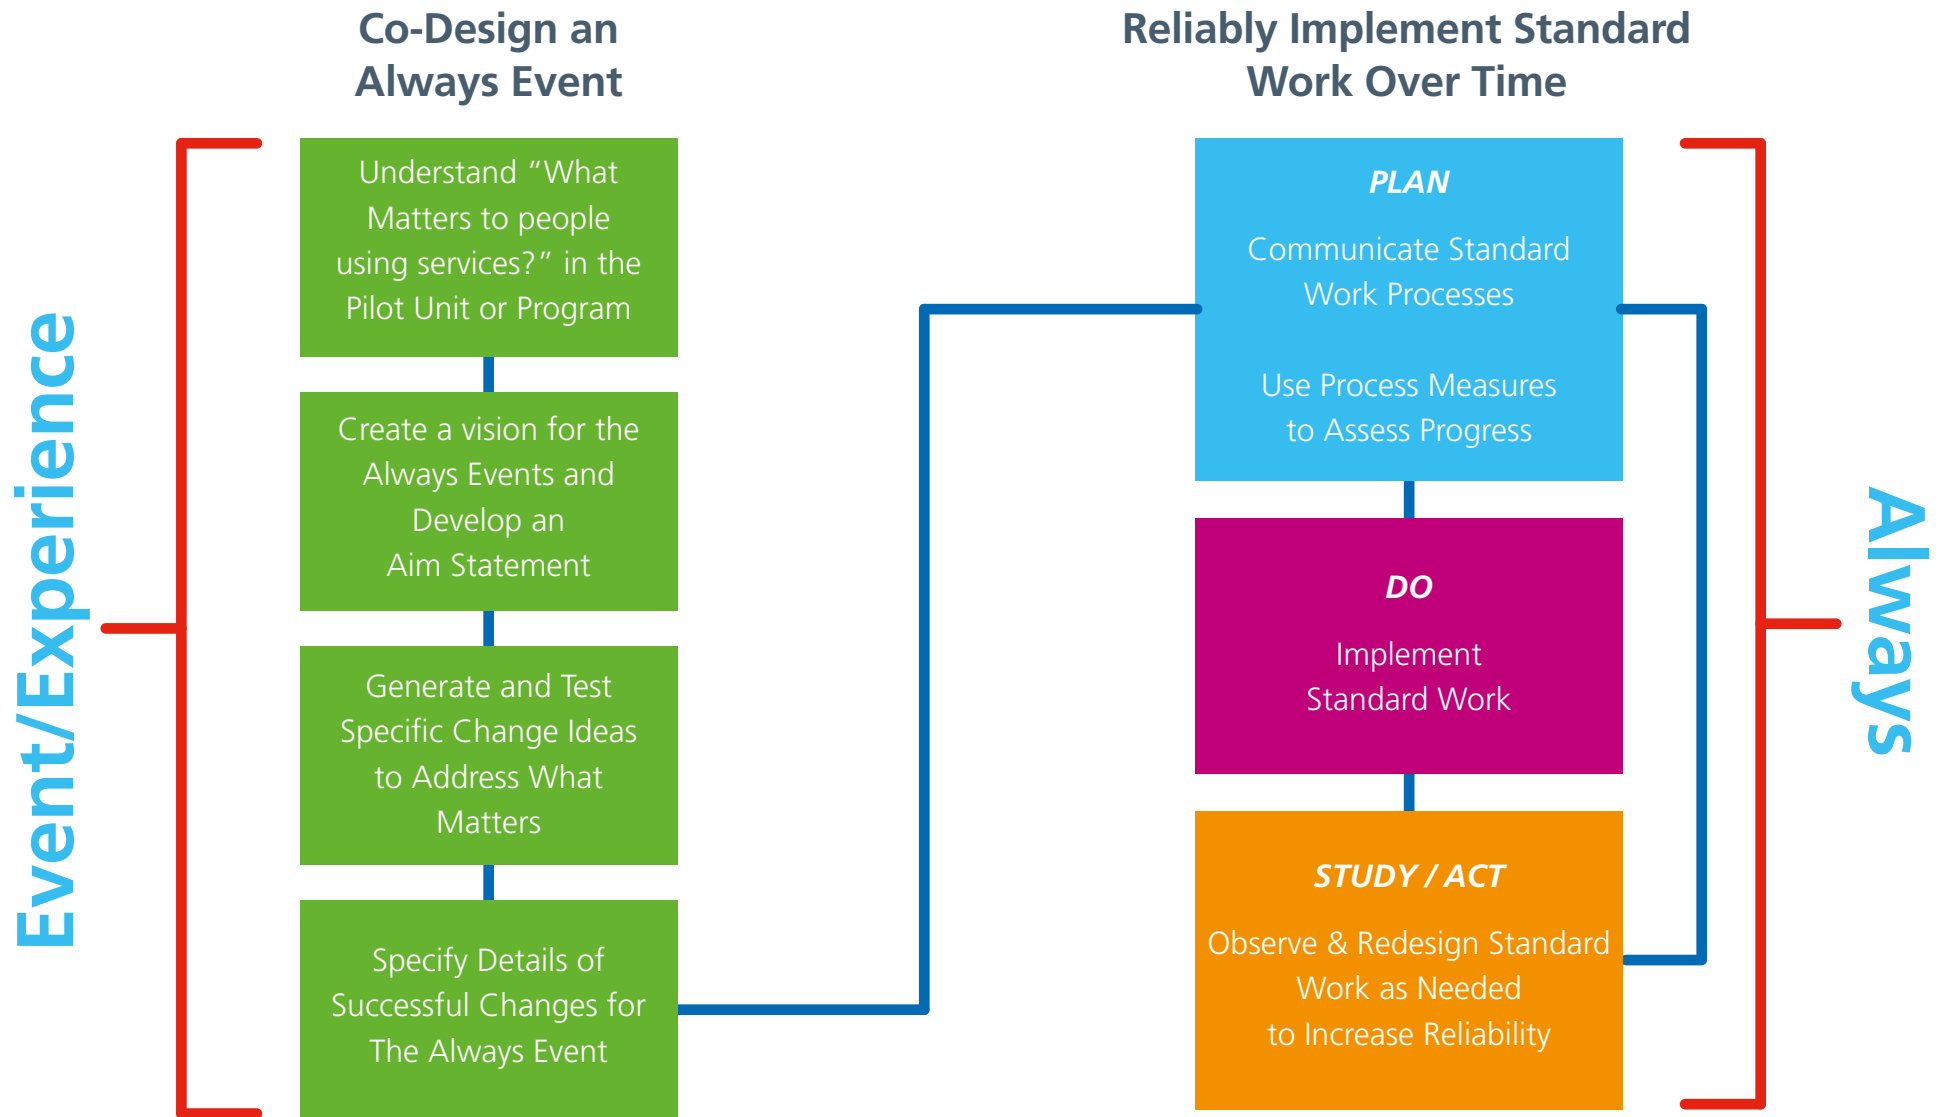 Co-Design an
Always Event
Event/Experience
Understand “What
Matters to people
using services?” in the
Pilot Unit or Program
Create a vision for the
Always Events and
Develop an
Aim Statement
Generate and Test
Specific Change Ideas
to Address What
Matters
Specify Details of
Successful Changes for
The Always Event
Reliably Implement Standard
Work Over Time
PLAN
Communicate Standard
Work Processes
Use Process Measures
to Assess Progress
DO
Implement
Standard Work
STUDY / ACT
Observe & Redesign Standard
Work as Needed
to Increase Reliability
Always